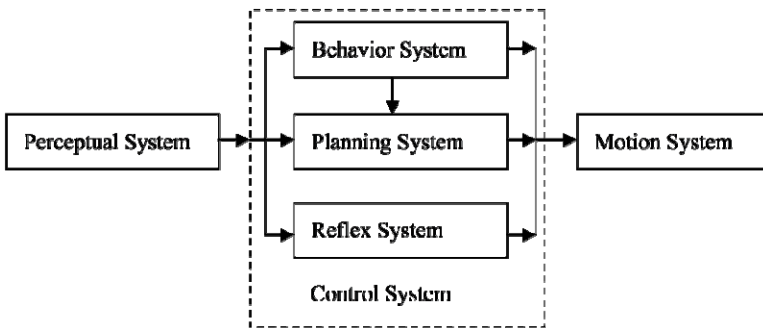 Behavior System
Perceptual System
Planning System
Motion System
Reflex System
Control System